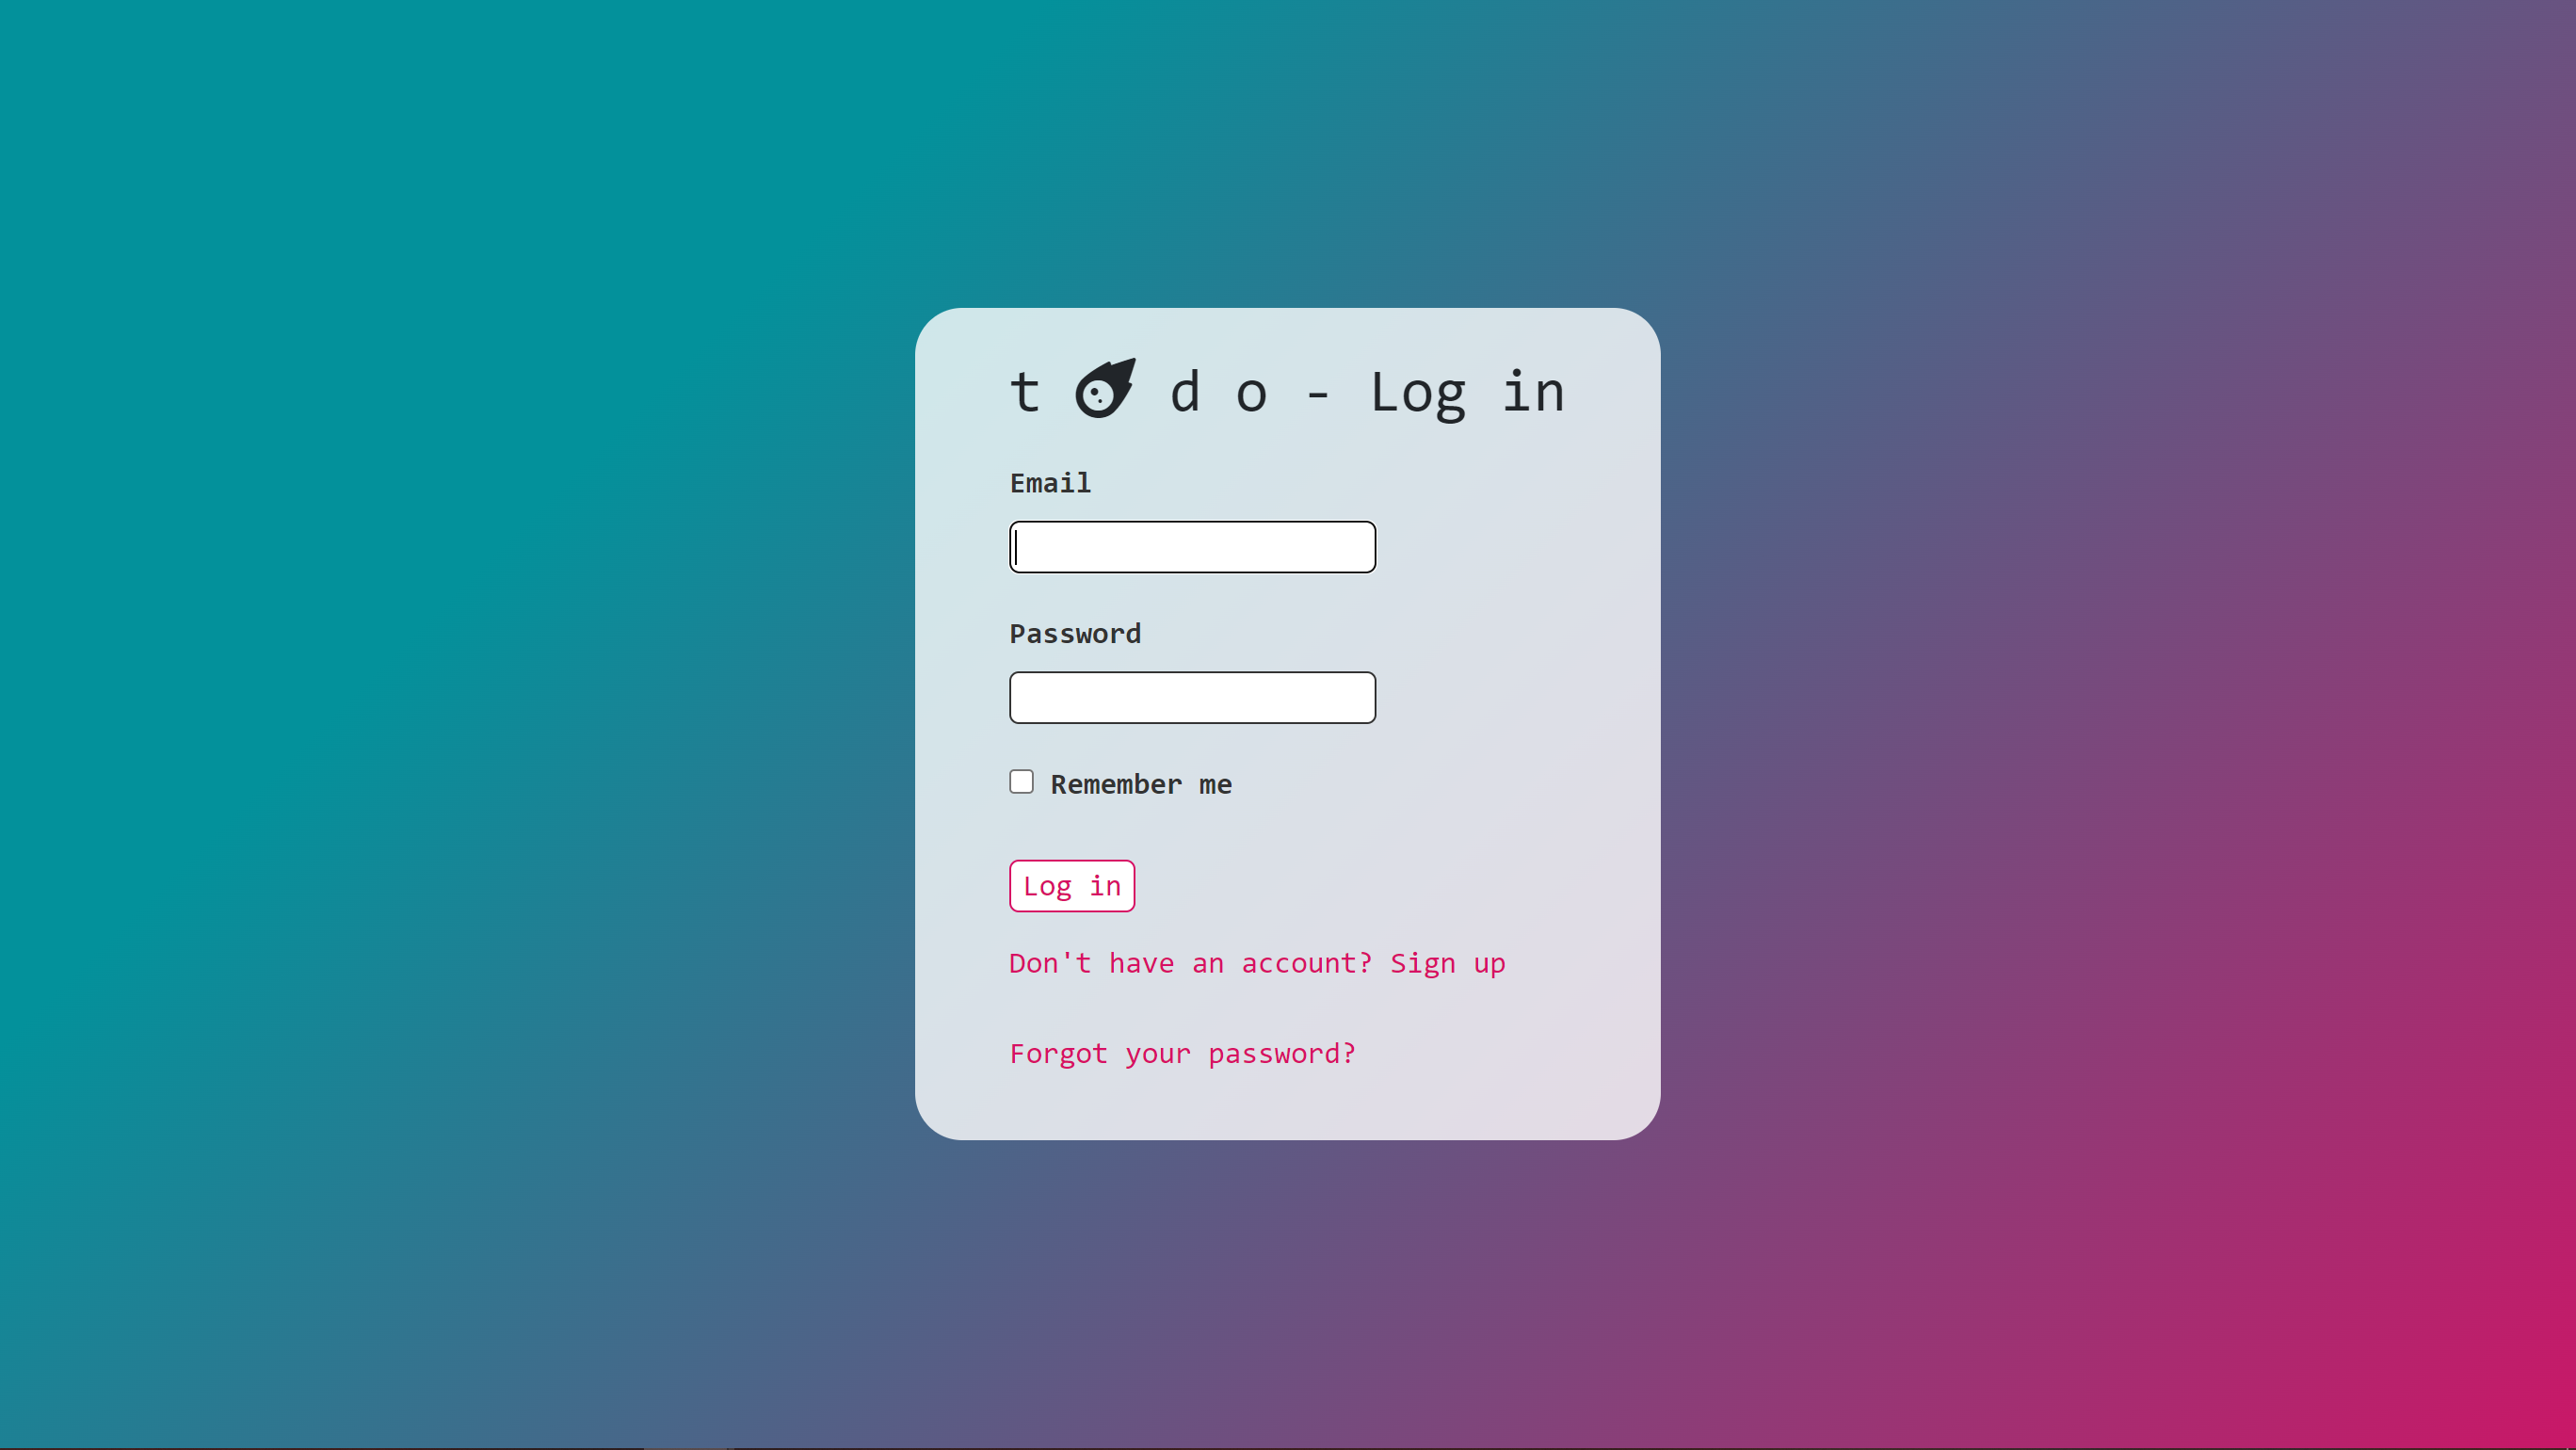 t d o - Log in
Email
Password
Remember me
Log in
Don't have an account? Sign up
Forgot your password?